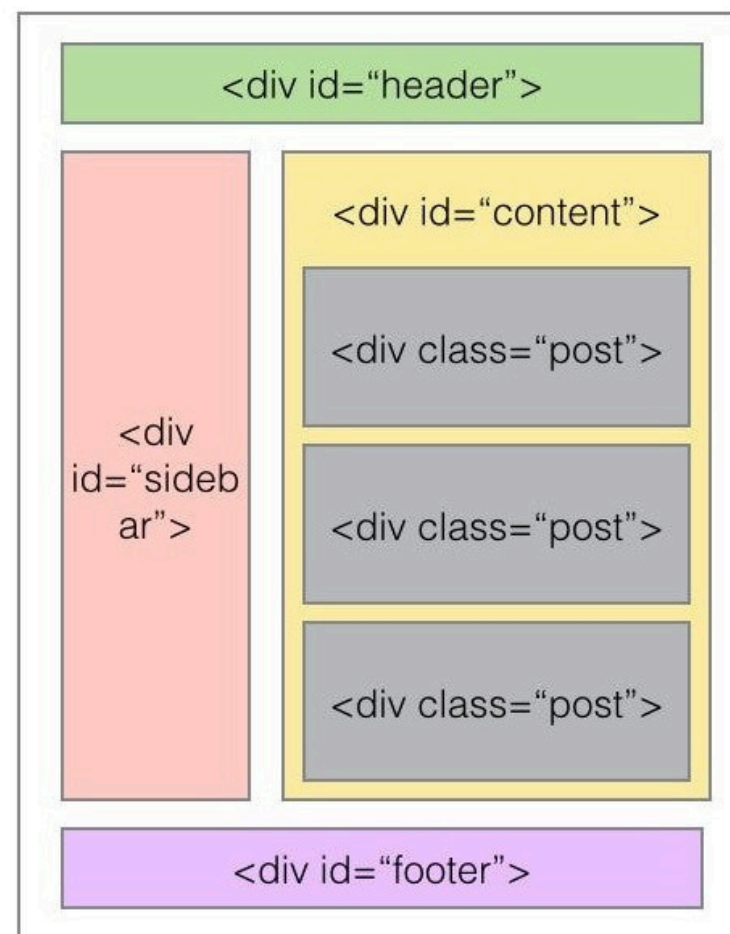 <div id=“header”>
<div id=“content”>
<div class=“post”>
<div
id=“sideb
ar”>
<div class=“post”>
<div class=“post”>
<div id=“footer”>